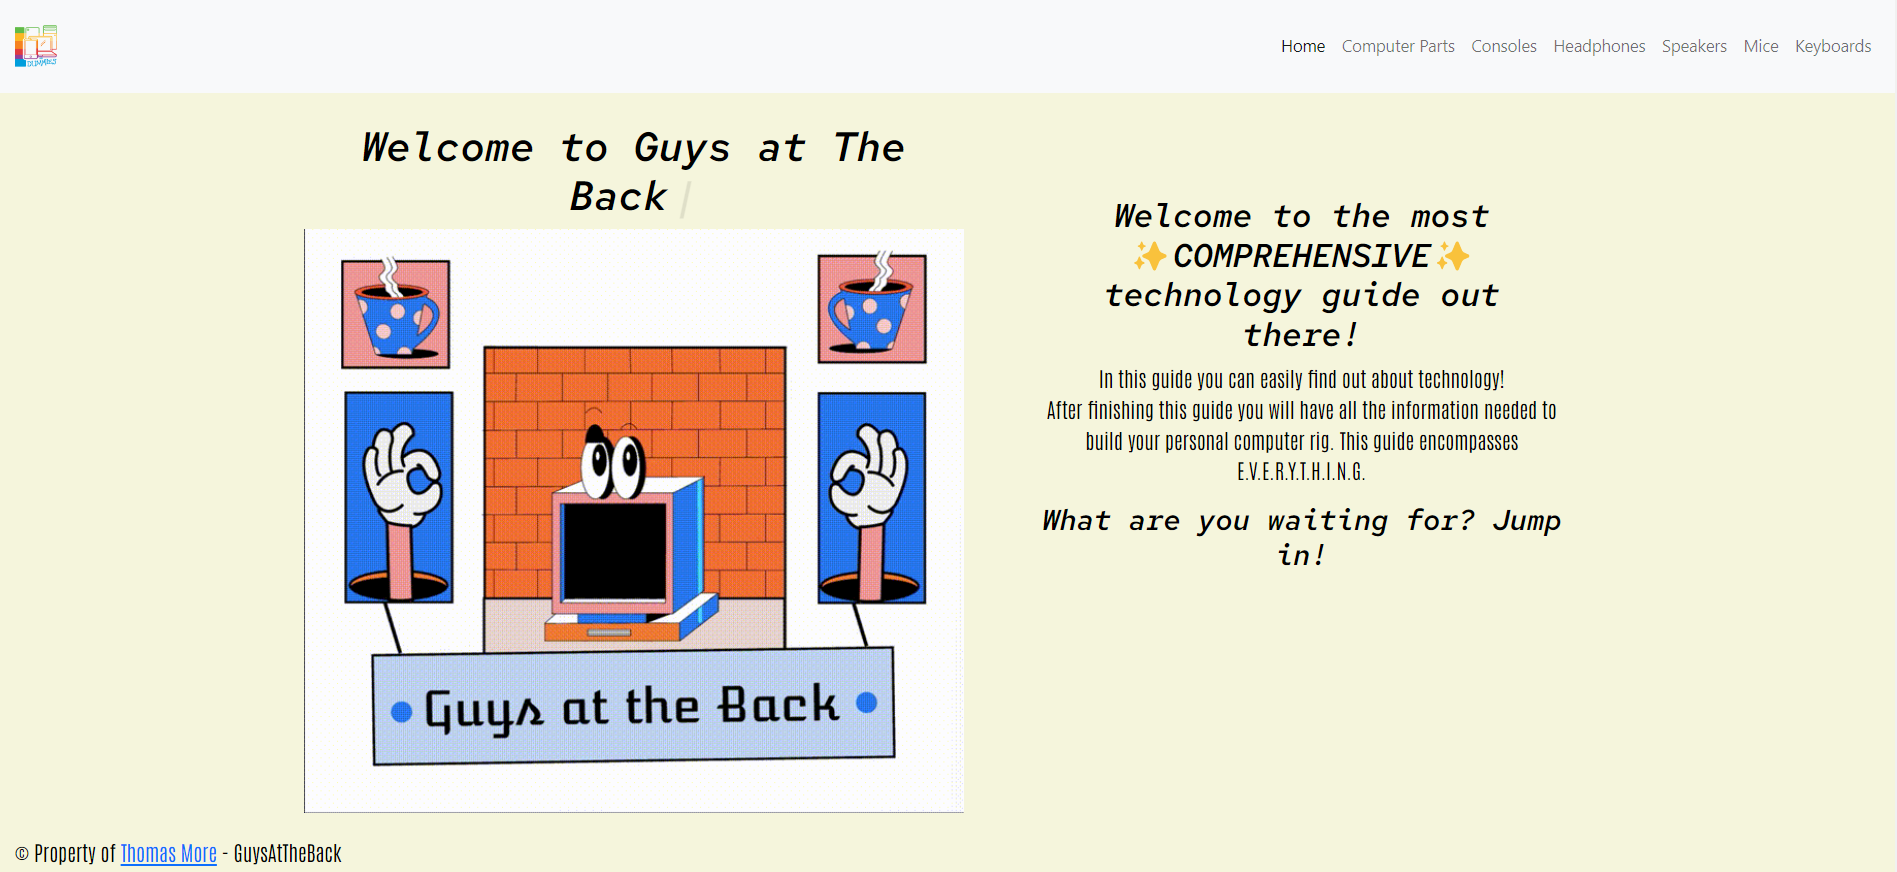 DUMMIES
Home Computer Parts Consoles Headphones Speakers Mice Keyboards
Welcome to Guys at The
Back
Guys at the Back
Welcome to the most
✨COMPREHENSIVE✨
technology guide out
there!
In this guide you can easily find out about technology!
After finishing this guide you will have all the information needed to
build your personal computer rig. This guide encompasses
E.V.E.R.Y.T.H.I.N.G.
What are you waiting for? Jump
in!
© Property of Thomas More - GuysAtTheBack